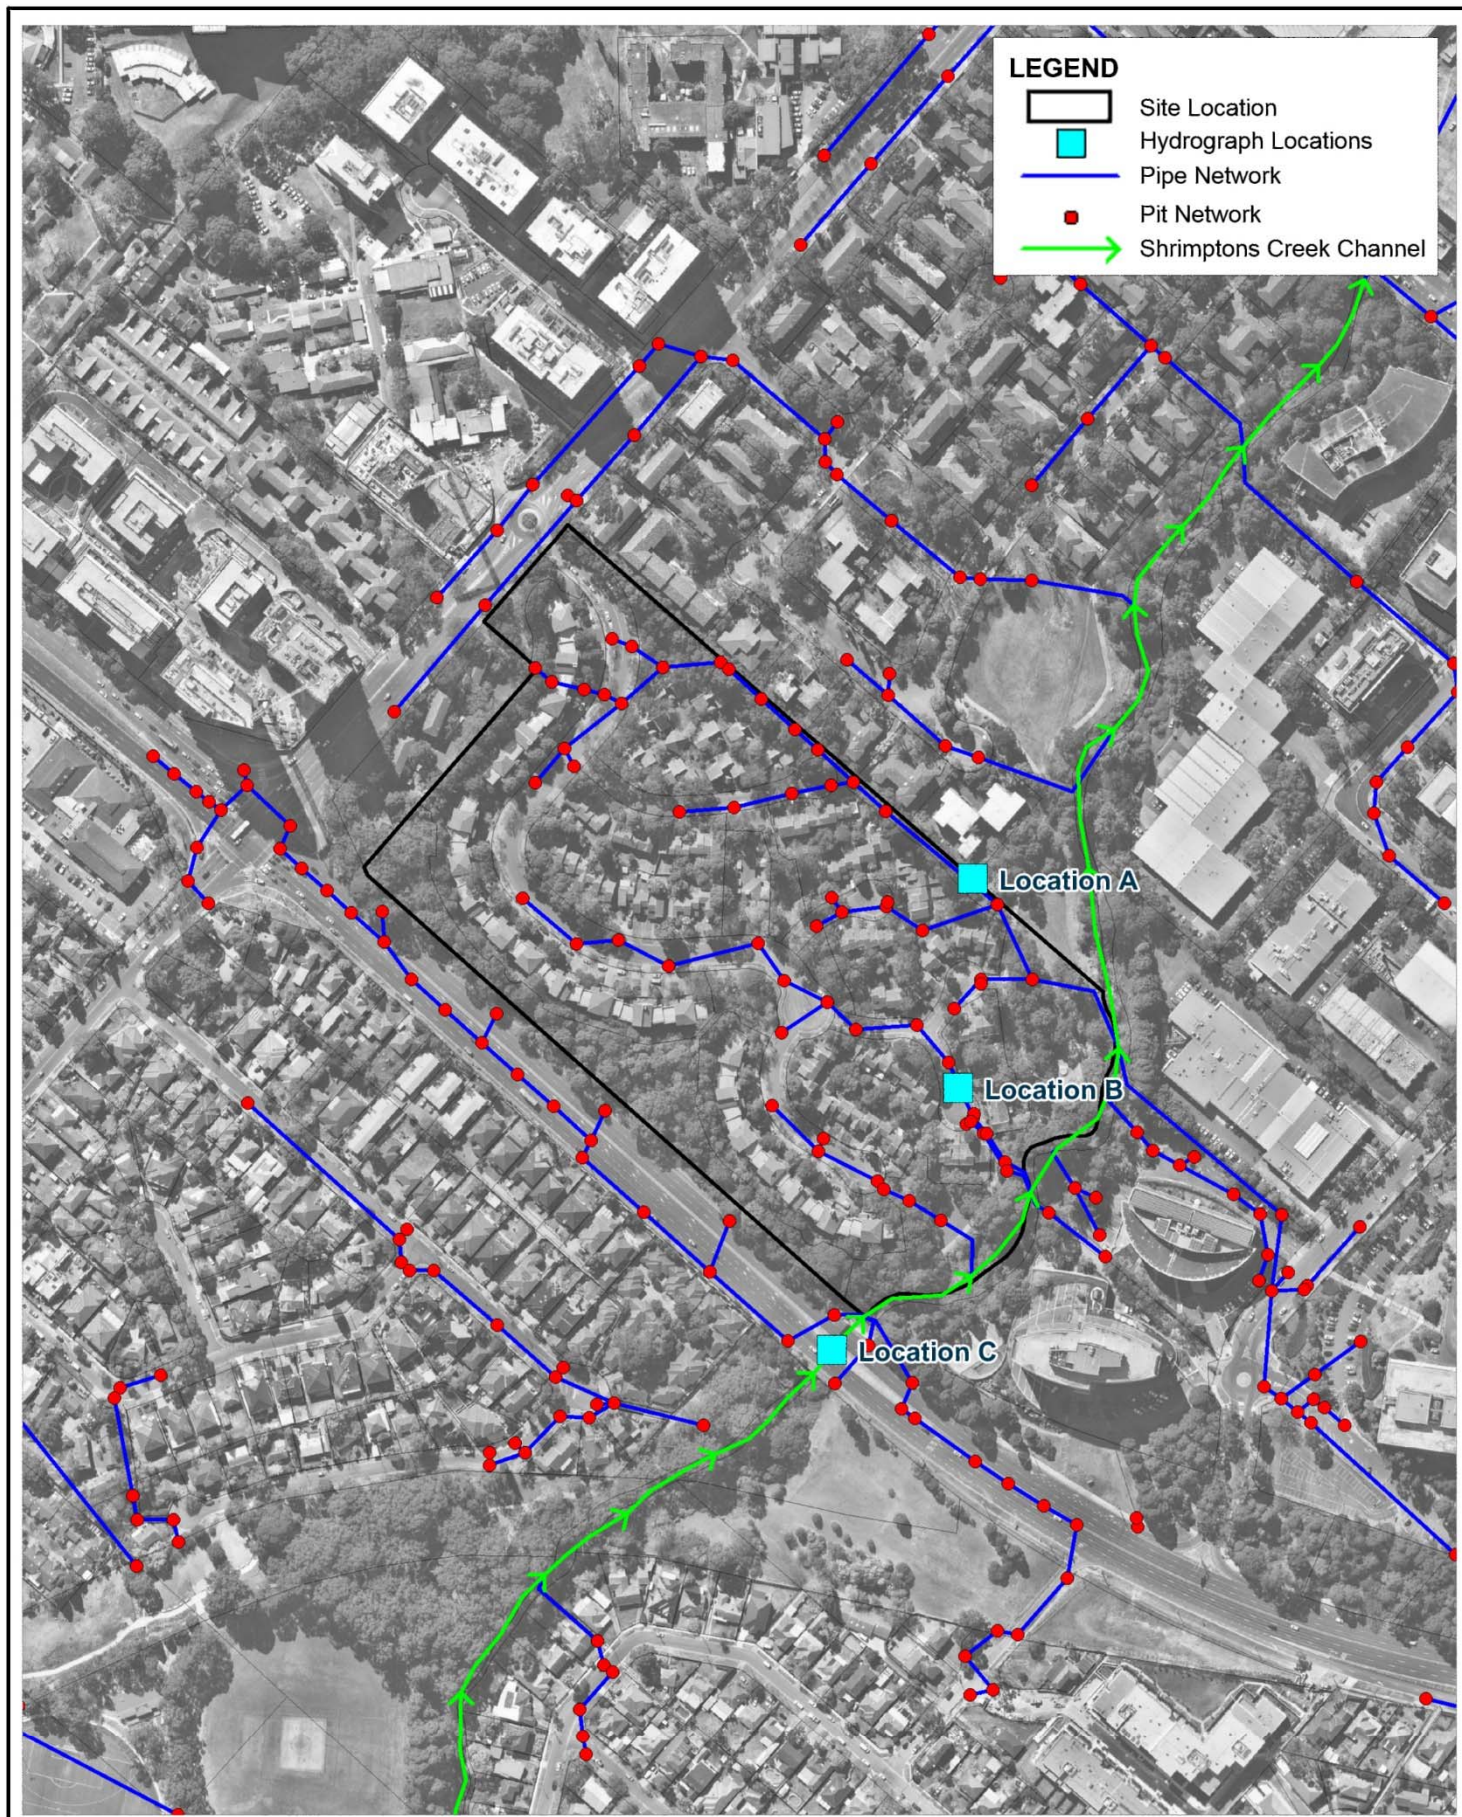 LEGEND
Site Location
Hydrograph Locations
Pipe Network
Pit Network
Shrimptons Creek Channel
Location A
Location B
Location C